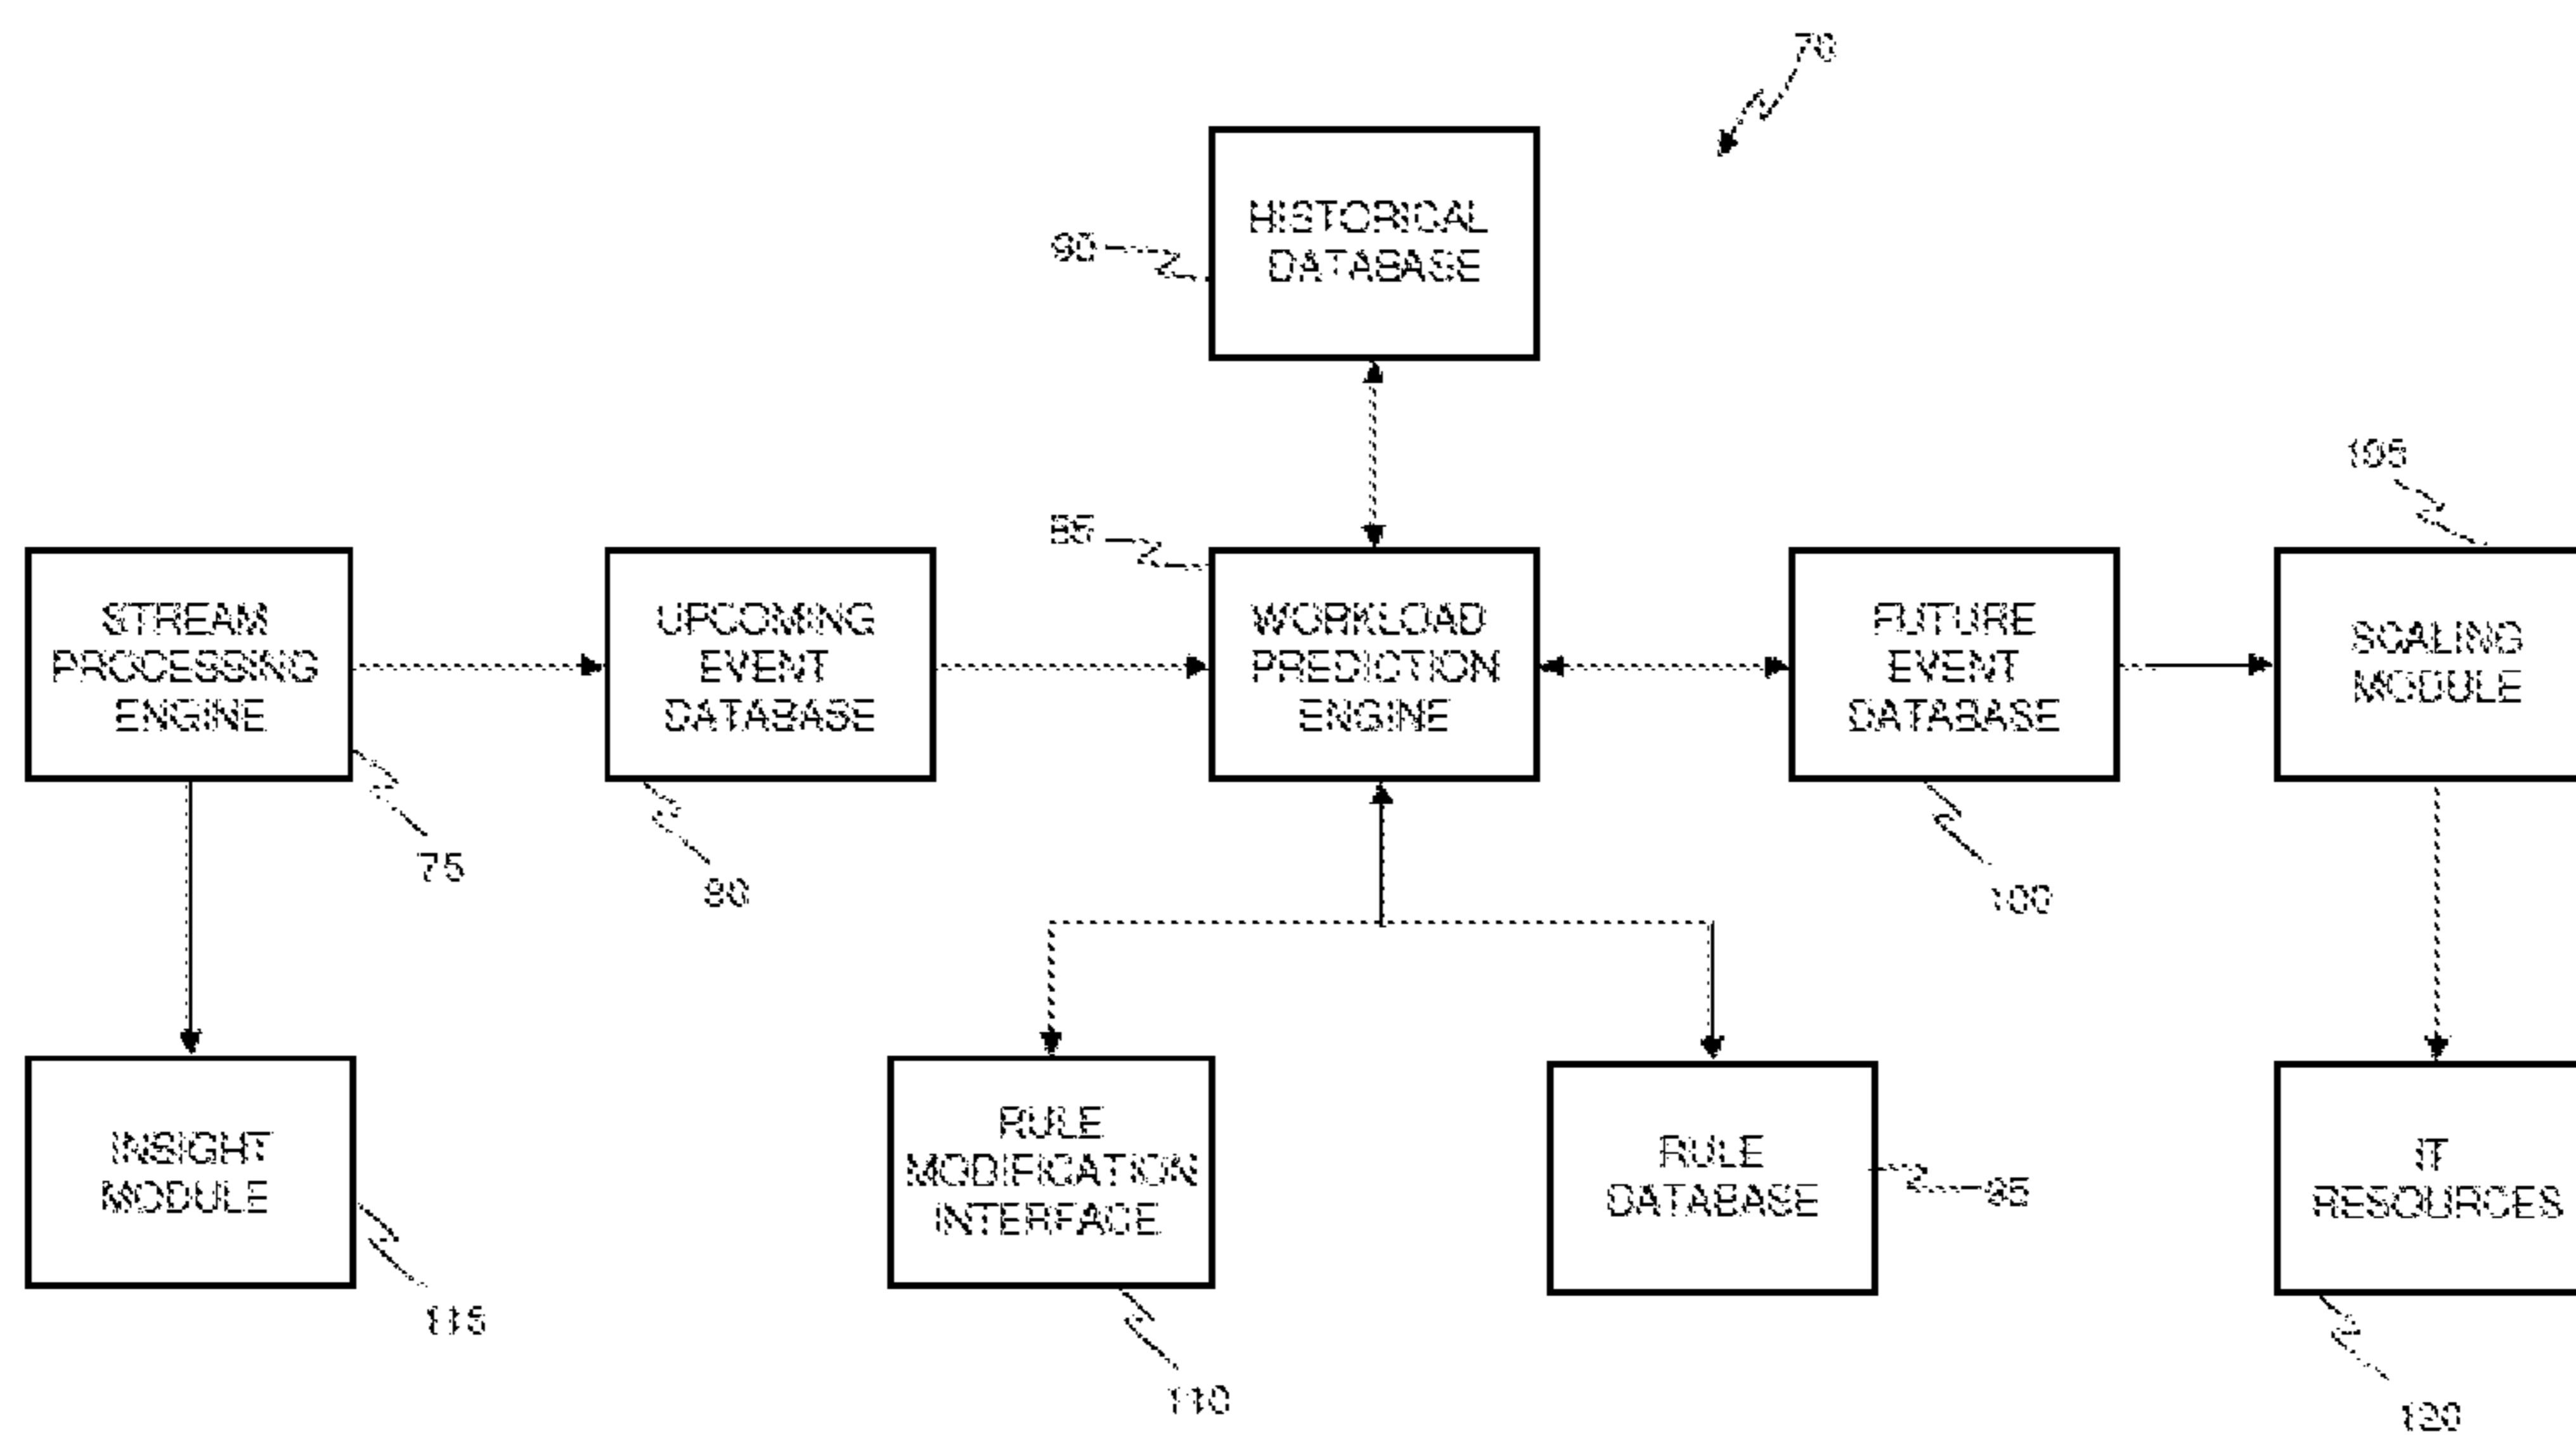 70
HISTORICAL
DATABASE
90
105
85
STREAM
PROCESSING
ENGINE
UPCOMING
EVENT
DATABASE
WORKLOAD
PREDICTION
ENGINE
FUTURE
EVENT
DATABASE
SCALING
MODULE
75
80
100
INSIGHT
MODULE
RULE
MODIFICATION
INTERFACE
RULE
DATABASE
95
IT
RESOURCES
115
110
120